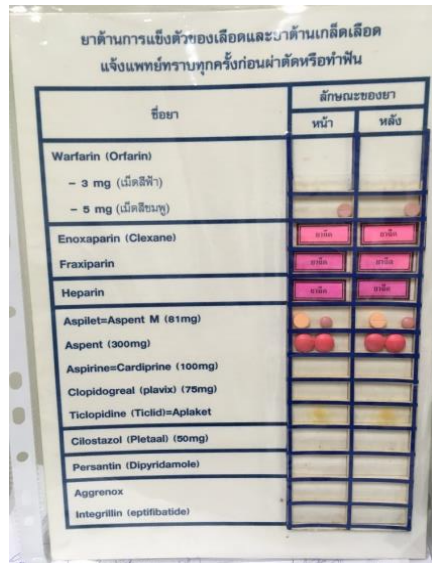 ยาต้านการแข็งตัวของเลือดและยาต้านเกล็ดเลือด
แจ้งแพทย์ทราบทุกครั้งก่อนผ่าตัดหรือทำฟัน
ชื่อยา
ลักษณะของยา
หน้า หลัง
Warfarin (Orfarin)
- 3 mg (เม็ดสีฟ้า)
- 5 mg (เม็ดสีชมพู)
Enoxaparin (Clexane) ยาฉีด ยาฉีด
Fraxiparin ยาฉีด ยาฉีด
Heparin ยาฉีด ยาฉีด
Aspilet=Aspent M (81mg)
Aspent (300mg)
Aspirine=Cardiprine (100mg)
Clopidogreal (plavix) (75mg)
Ticlopidine (Ticlid)=Aplaket
Cilostazol (Pletaal) (50mg)
Persantin (Dipyridamole)
Aggrenox
Integrillin (eptifibatide)